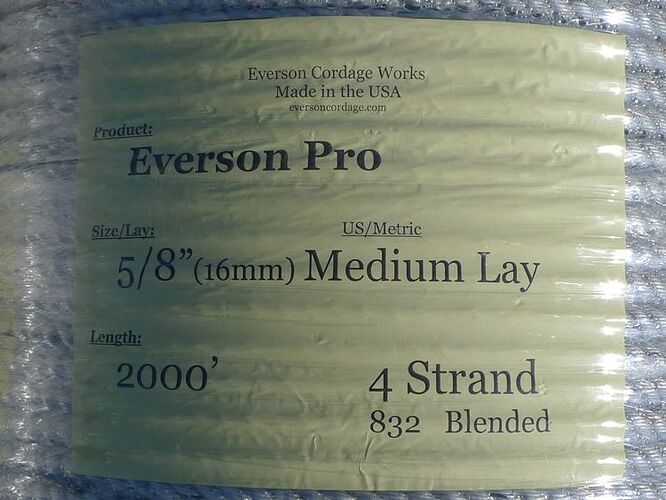 Everson Cordage Works
Made in the USA
eversoncordage.com
Product:
Everson Pro
Size/Lay: US/Metric
5/8”(16mm) Medium Lay
Length:
2000’ 4 Strand
832 Blended